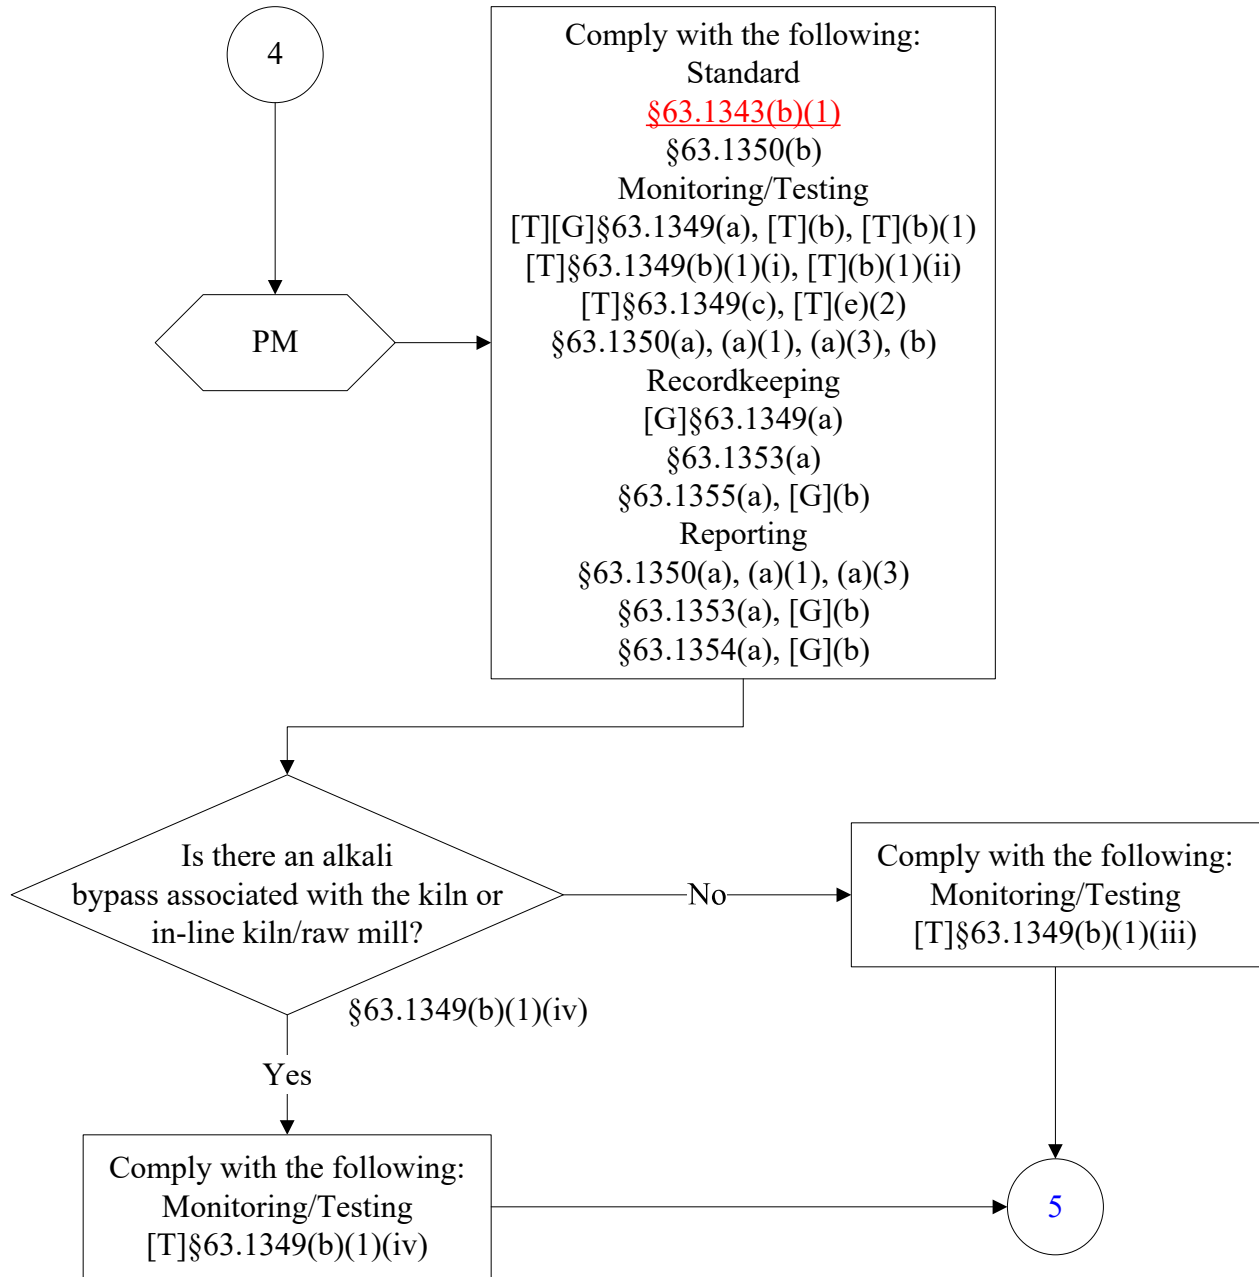 4
Comply with the following:
Standard
§63.1343(b)(1)
§63.1350(b)
Monitoring/Testing
[T][G]§63.1349(a), [T](b), [T](b)(1)
[T]§63.1349(b)(1)(i), [T](b)(1)(ii)
[T]§63.1349(c), [T](e)(2)
§63.1350(a), (a)(1), (a)(3), (b)
Recordkeeping
[G]§63.1349(a)
§63.1353(a)
§63.1355(a), [G](b)
Reporting
§63.1350(a), (a)(1), (a)(3)
§63.1353(a), [G](b)
§63.1354(a), [G](b)
PM
Is there an alkali
bypass associated with the kiln or
in-line kiln/raw mill?
§63.1349(b)(1)(iv)
No
Comply with the following:
Monitoring/Testing
[T]§63.1349(b)(1)(iii)
Yes
Comply with the following:
Monitoring/Testing
[T]§63.1349(b)(1)(iv)
5